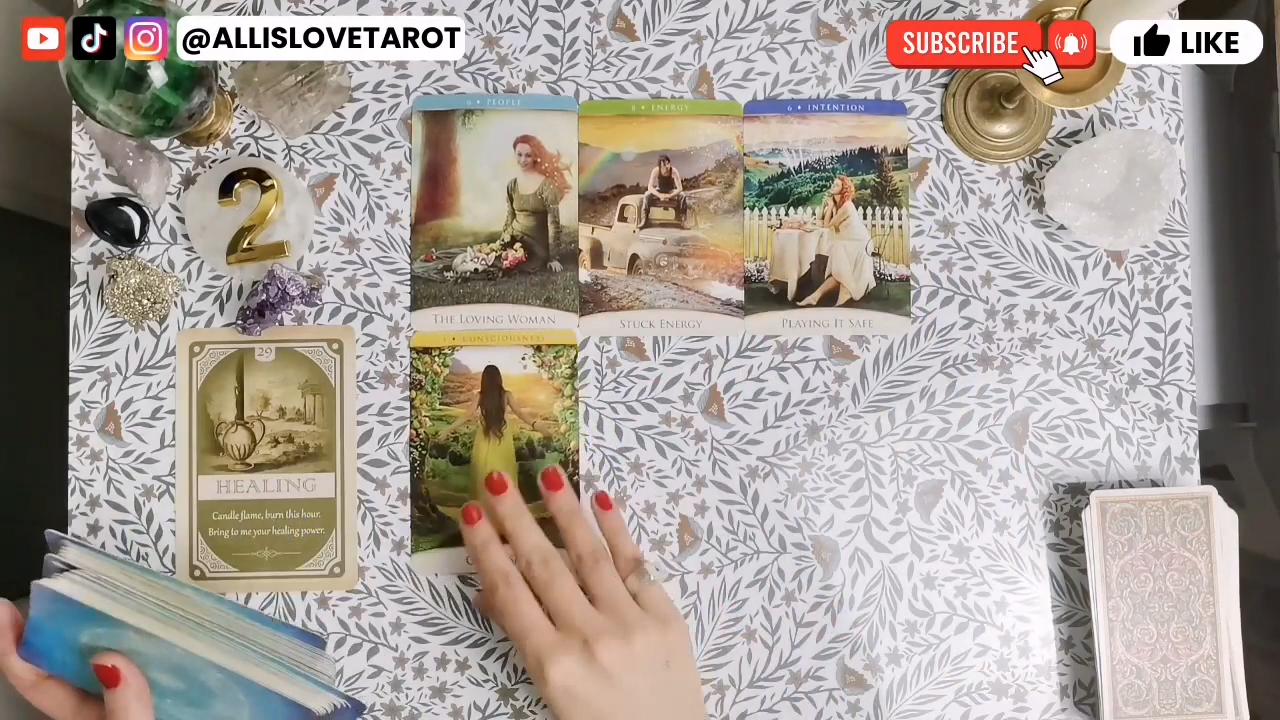 @ALLISLOVETAROT
SUBSCRIBE
LIKE
6 • PEOPLE
8 • ENERGY
6 • INTENTION
2
THE LOVING WOMAN
STUCK ENERGY
PLAYING IT SAFE
CONSCIOUSNESS
29
HEALING
Candle flame, burn this hour.
Bring to me your healing power.